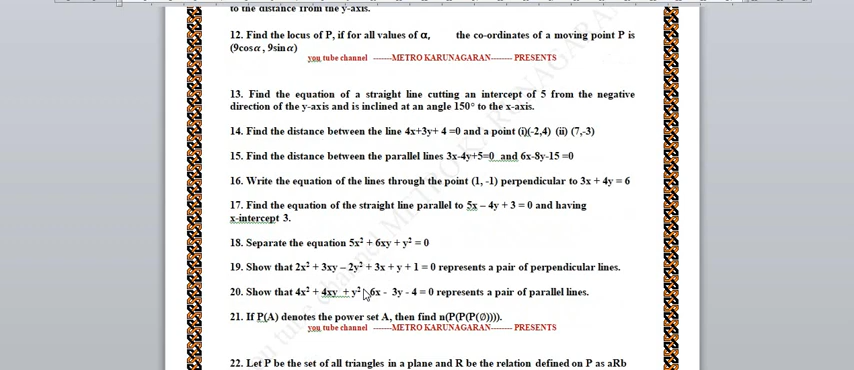 to the distance from the y-axis.
12. Find the locus of P, if for all values of α, the co-ordinates of a moving point P is
(9cosα , 9sinα)
you tube channel -------METRO KARUNAGARAN-------- PRESENTS
13. Find the equation of a straight line cutting an intercept of 5 from the negative
direction of the y-axis and is inclined at an angle 150° to the x-axis.
14. Find the distance between the line 4x+3y+ 4 =0 and a point (i)(-2,4) (ii) (7,-3)
15. Find the distance between the parallel lines 3x-4y+5=0 and 6x-8y-15 =0
16. Write the equation of the lines through the point (1, -1) perpendicular to 3x + 4y = 6
17. Find the equation of the straight line parallel to 5x – 4y + 3 = 0 and having
x-intercept 3.
18. Separate the equation 5x² + 6xy + y² = 0
19. Show that 2x² + 3xy – 2y² + 3x + y + 1 = 0 represents a pair of perpendicular lines.
20. Show that 4x² + 4xy + y² 6x - 3y - 4 = 0 represents a pair of parallel lines.
21. If P(A) denotes the power set A, then find n(P(P(P(∅)))).
you tube channel -------METRO KARUNAGARAN-------- PRESENTS
22. Let P be the set of all triangles in a plane and R be the relation defined on P as aRb